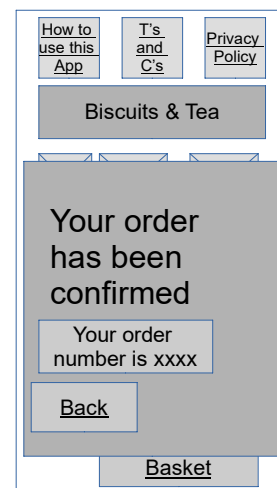 How to
use this
App
T's
and
C's
Privacy
Policy
Biscuits & Tea
Your order
has been
confirmed
Your order
number is xxxx
Back
Basket